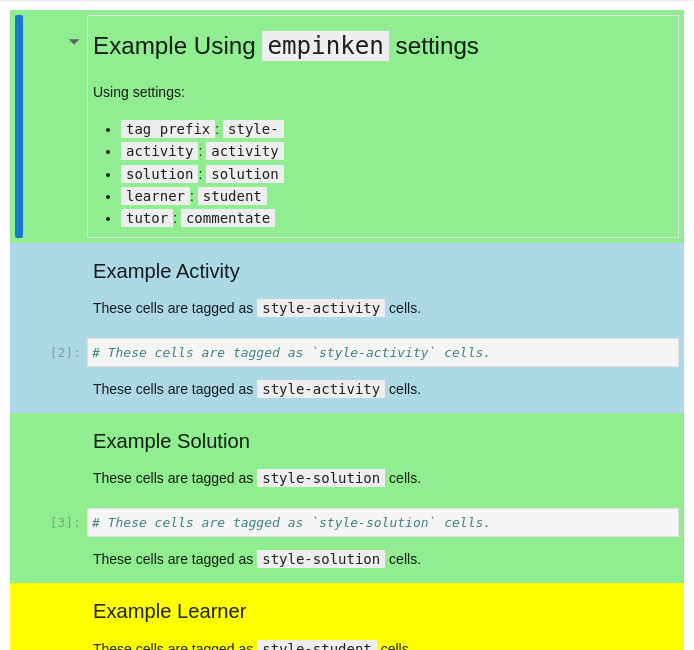 Example Using empinken settings
Using settings:
tag prefix: style-
activity: activity
solution: solution
learner: student
tutor: commentate
Example Activity
These cells are tagged as style-activity cells.
[2]: # These cells are tagged as `style-activity` cells.
These cells are tagged as style-activity cells.
Example Solution
These cells are tagged as style-solution cells.
[3]: # These cells are tagged as `style-solution` cells.
These cells are tagged as style-solution cells.
Example Learner
These cells are tagged as style-student cells.